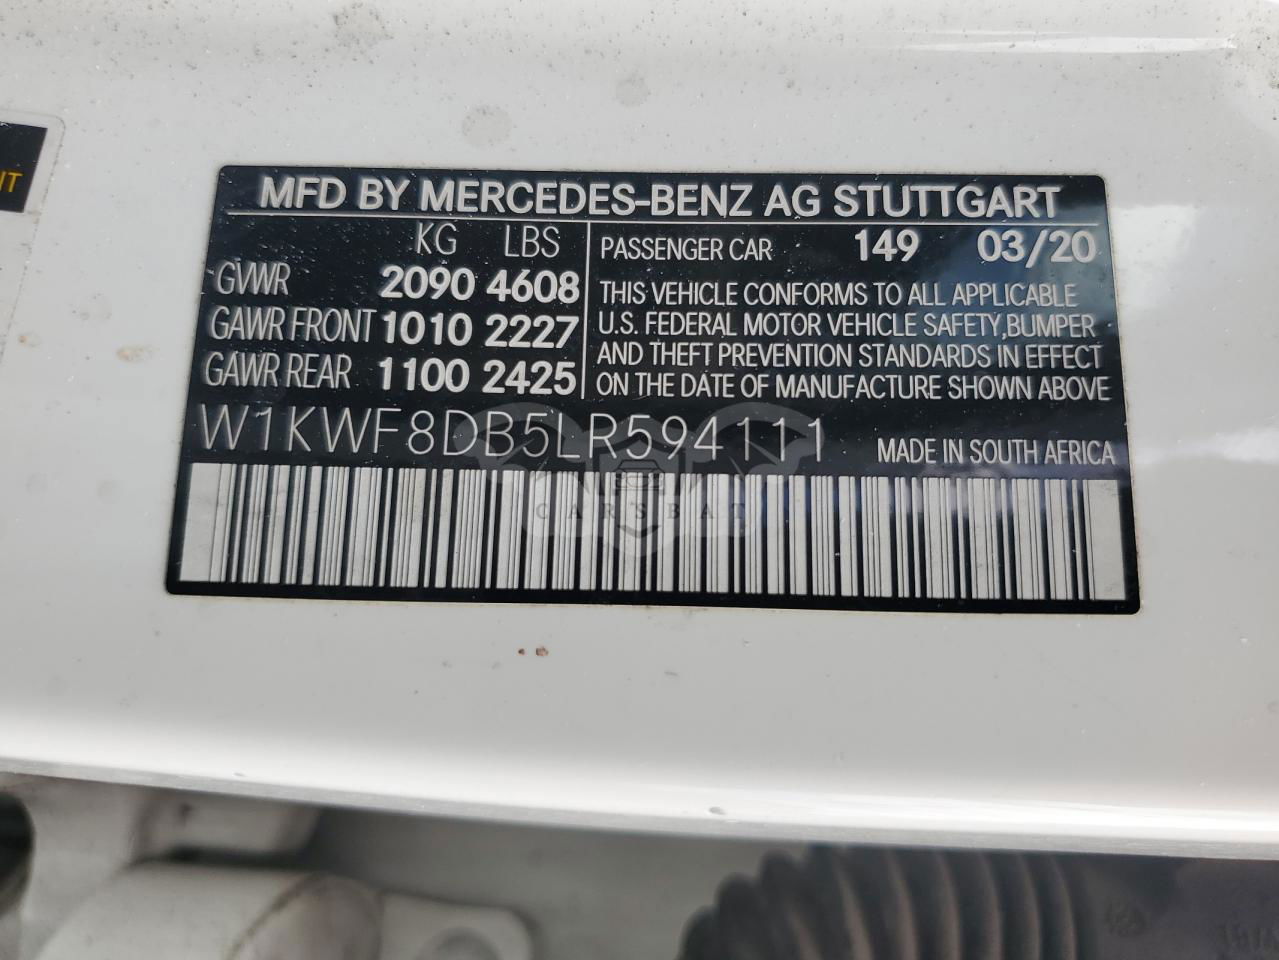 MFD BY MERCEDES-BENZ AG STUTTGART
KG LBS
GVWR 2090 4608
GAWR FRONT 1010 2227
GAWR REAR 1100 2425
PASSENGER CAR 149 03/20
THIS VEHICLE CONFORMS TO ALL APPLICABLE
U.S. FEDERAL MOTOR VEHICLE SAFETY, BUMPER
AND THEFT PREVENTION STANDARDS IN EFFECT
ON THE DATE OF MANUFACTURE SHOWN ABOVE
W1KWF8DB5LR594111 MADE IN SOUTH AFRICA
CARSBAT